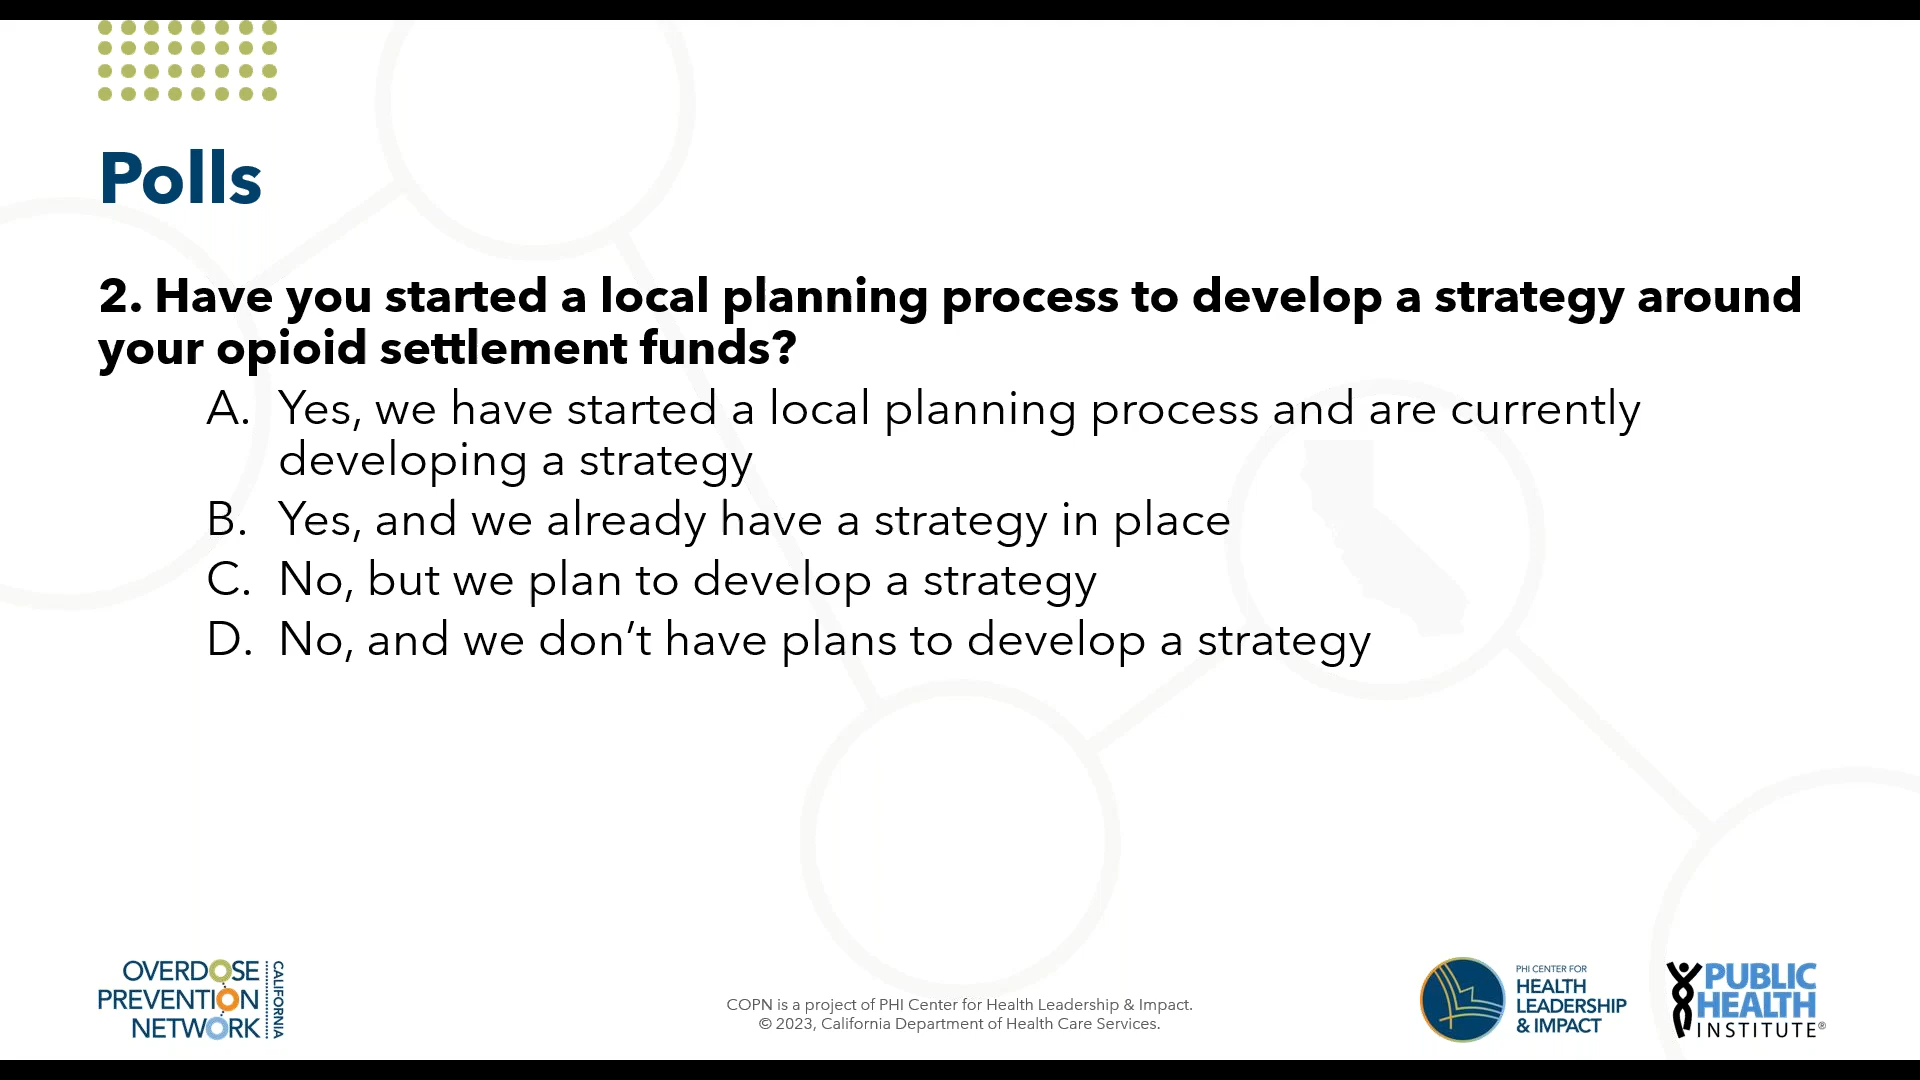 Polls
2. Have you started a local planning process to develop a strategy around
your opioid settlement funds?
A. Yes, we have started a local planning process and are currently
developing a strategy
B. Yes, and we already have a strategy in place
C. No, but we plan to develop a strategy
D. No, and we don’t have plans to develop a strategy
OVERDOSE
PREVENTION
NETWORK
CALIFORNIA
COPN is a project of PHI Center for Health Leadership & Impact.
© 2023, California Department of Health Care Services.
PHI CENTER FOR
HEALTH
LEADERSHIP
& IMPACT
PUBLIC
HEALTH
INSTITUTE®